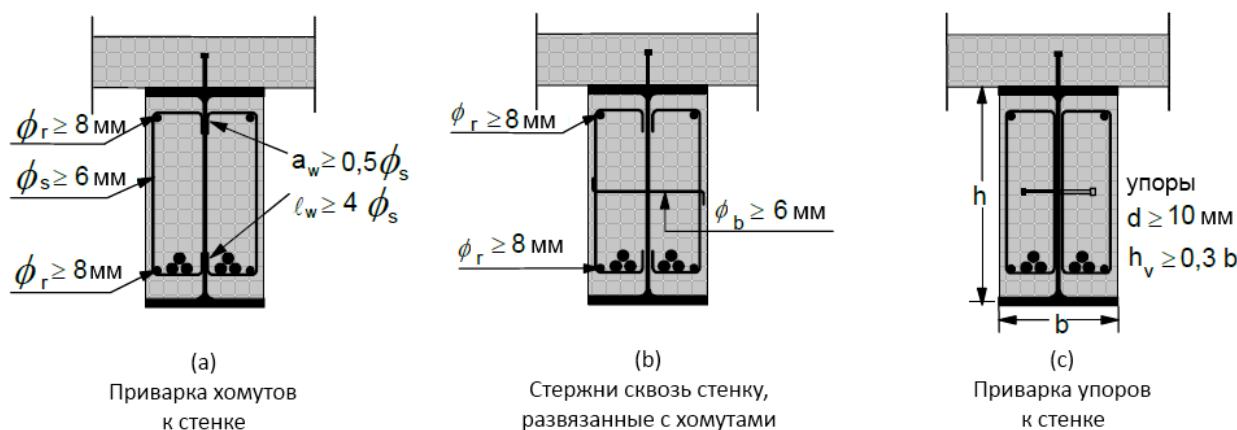 ϕr ≥ 8 мм
ϕs ≥ 6 мм
ϕr ≥ 8 мм
aw ≥ 0,5ϕs
ℓw ≥ 4 ϕs
(a)
Приварка хомутов
к стенке
ϕr ≥ 8 мм
ϕb ≥ 6 мм
ϕr ≥ 8 мм
(b)
Стержни сквозь стенку,
развязанные с хомутами
h
b
упоры
d ≥ 10 мм
hv ≥ 0,3 b
(c)
Приварка упоров
к стенке